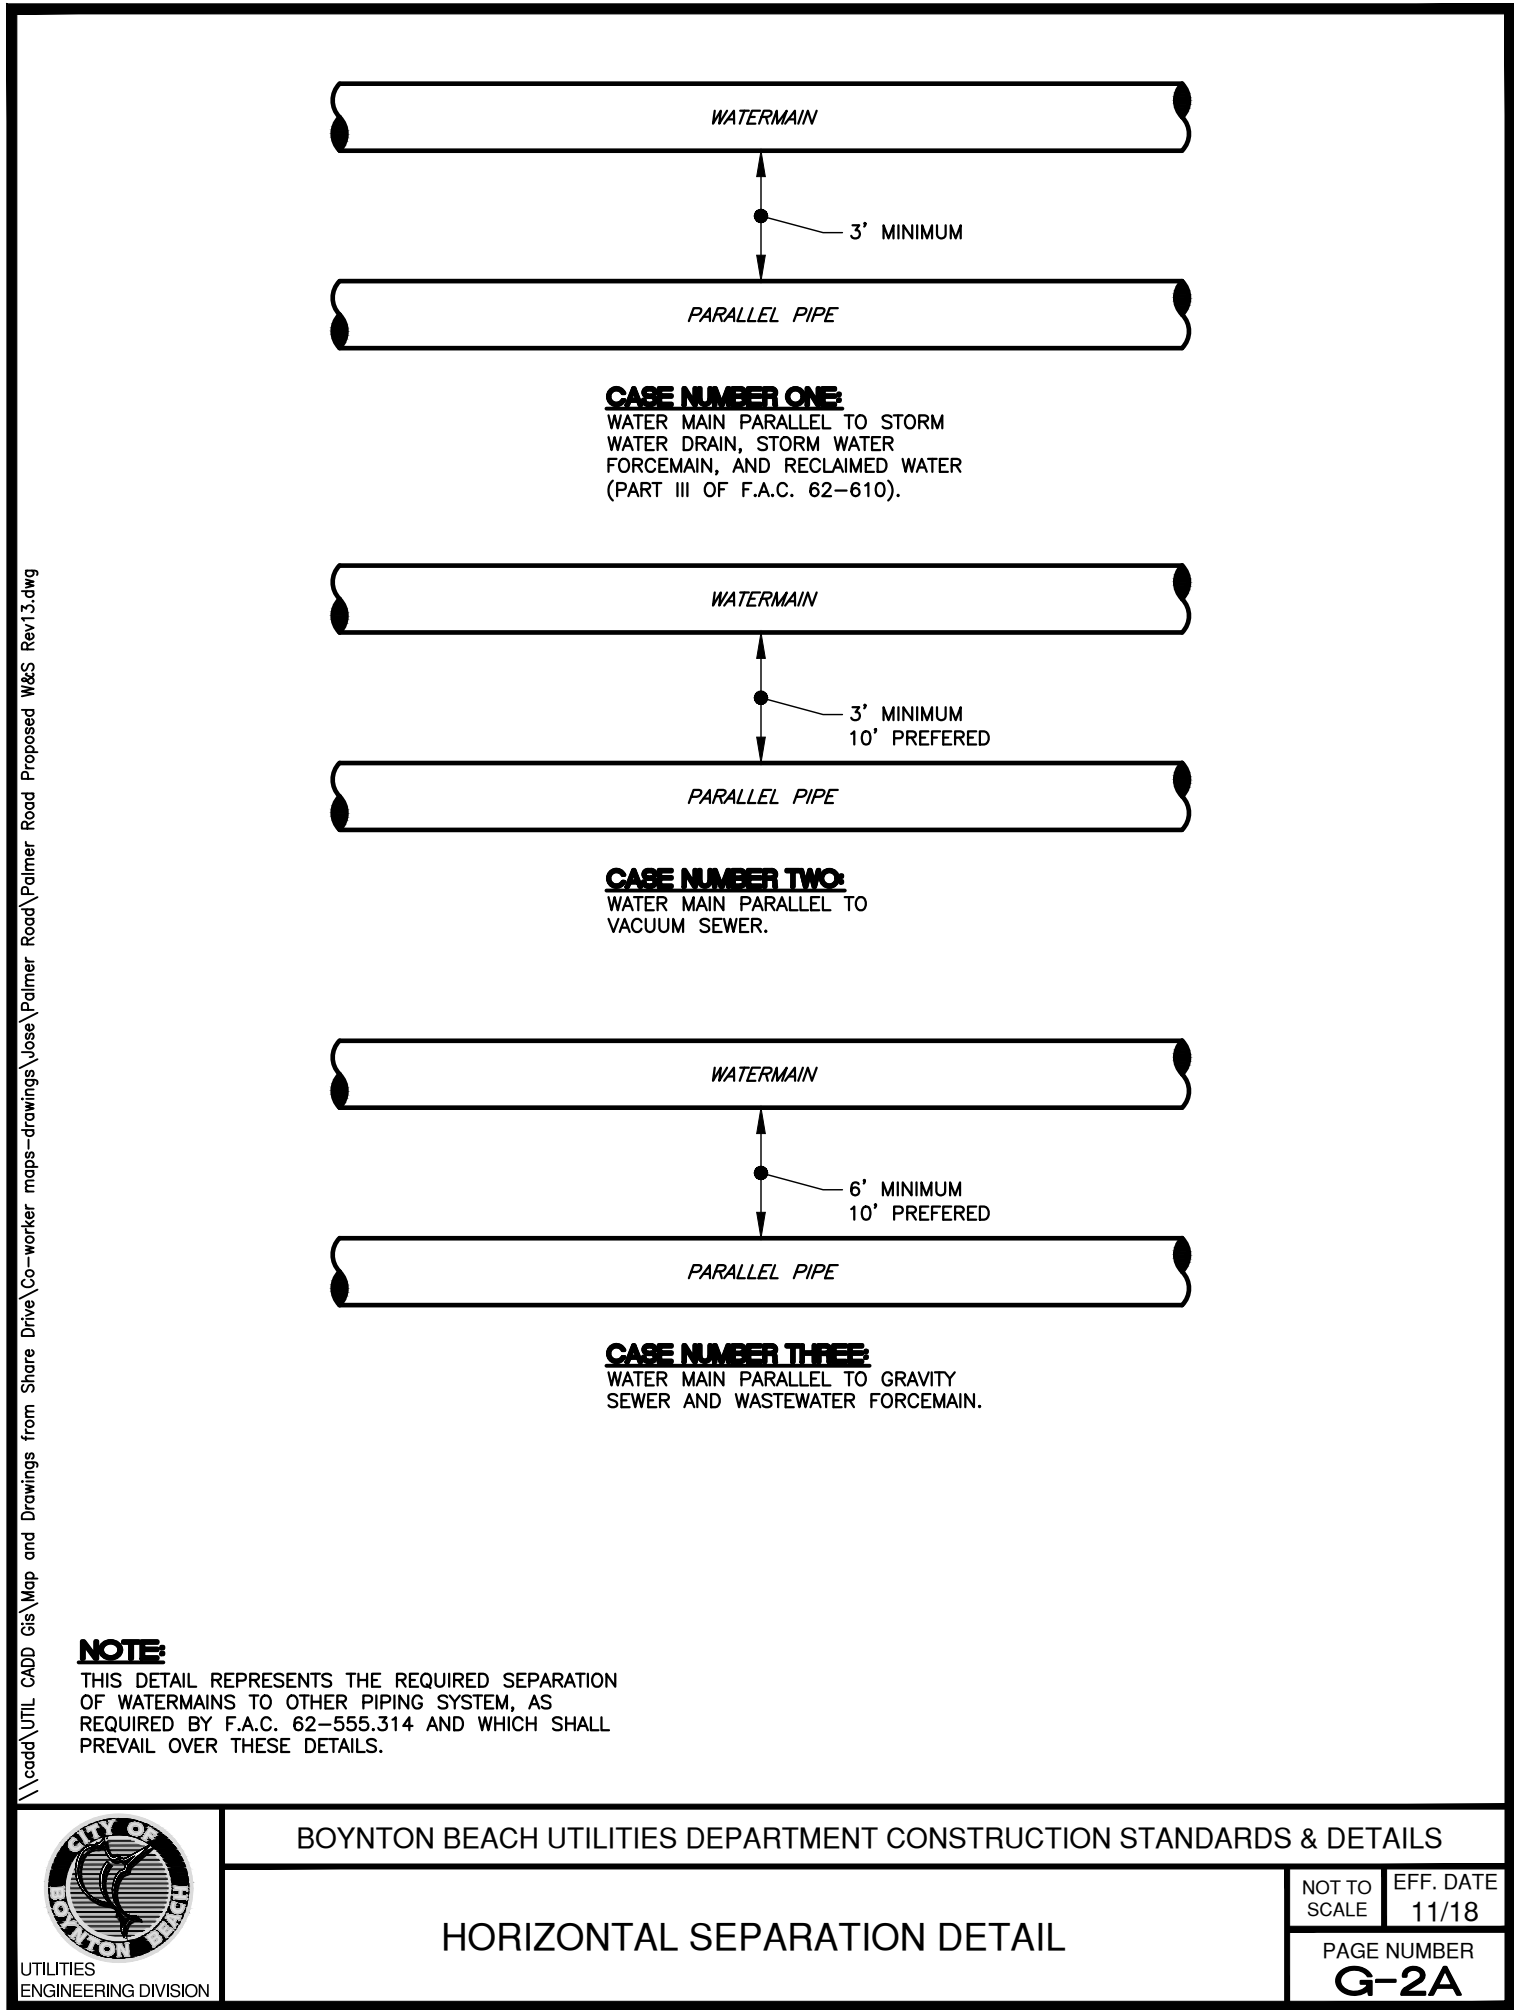 WATERMAIN
3' MINIMUM
PARALLEL PIPE
CASE NUMBER ONE:
WATER MAIN PARALLEL TO STORM
WATER DRAIN, STORM WATER
FORCEMAIN, AND RECLAIMED WATER
(PART III OF F.A.C. 62-610).
WATERMAIN
3' MINIMUM
10' PREFERED
PARALLEL PIPE
CASE NUMBER TWO:
WATER MAIN PARALLEL TO
VACUUM SEWER.
WATERMAIN
6' MINIMUM
10' PREFERED
PARALLEL PIPE
CASE NUMBER THREE:
WATER MAIN PARALLEL TO GRAVITY
SEWER AND WASTEWATER FORCEMAIN.
\\cadd\UTIL CADD Gis\Map and Drawings from Share Drive\Co-worker maps-drawings\Jose\Palmer Road\Palmer Road Proposed W&S Rev13.dwg
NOTE:
THIS DETAIL REPRESENTS THE REQUIRED SEPARATION
OF WATERMAINS TO OTHER PIPING SYSTEM, AS
REQUIRED BY F.A.C. 62-555.314 AND WHICH SHALL
PREVAIL OVER THESE DETAILS.
CITY OF
BOYNTON BEACH
UTILITIES
ENGINEERING DIVISION
BOYNTON BEACH UTILITIES DEPARTMENT CONSTRUCTION STANDARDS & DETAILS
HORIZONTAL SEPARATION DETAIL
NOT TO
SCALE
EFF. DATE
11/18
PAGE NUMBER
G-2A